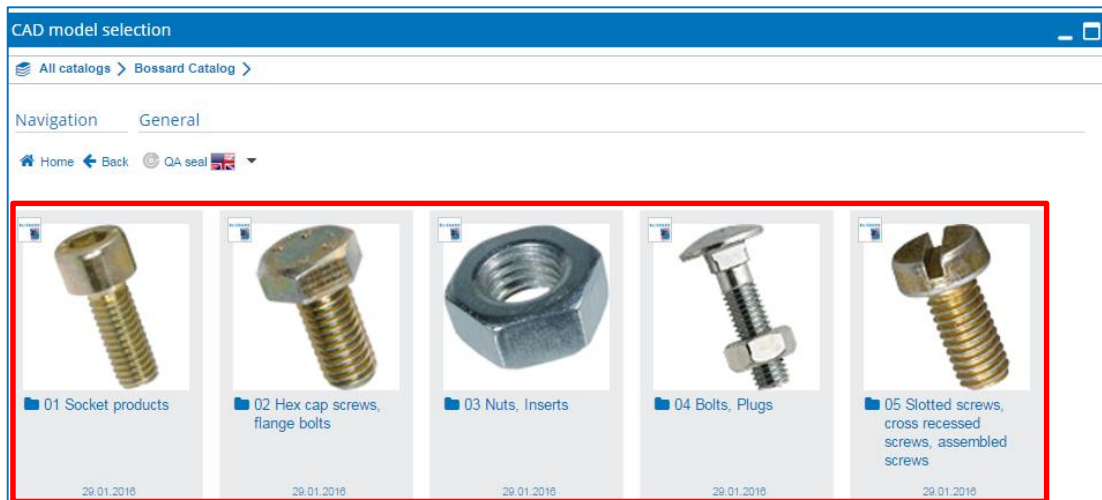 CAD model selection
All catalogs
Bossard Catalog
Navigation General
Home Back QA seal
01 Socket products
02 Hex cap screws,
flange bolts
03 Nuts, Inserts
04 Bolts, Plugs
05 Slotted screws,
cross recessed
screws, assembled
screws
29.01.2016
29.01.2016
29.01.2016
29.01.2016
29.01.2016